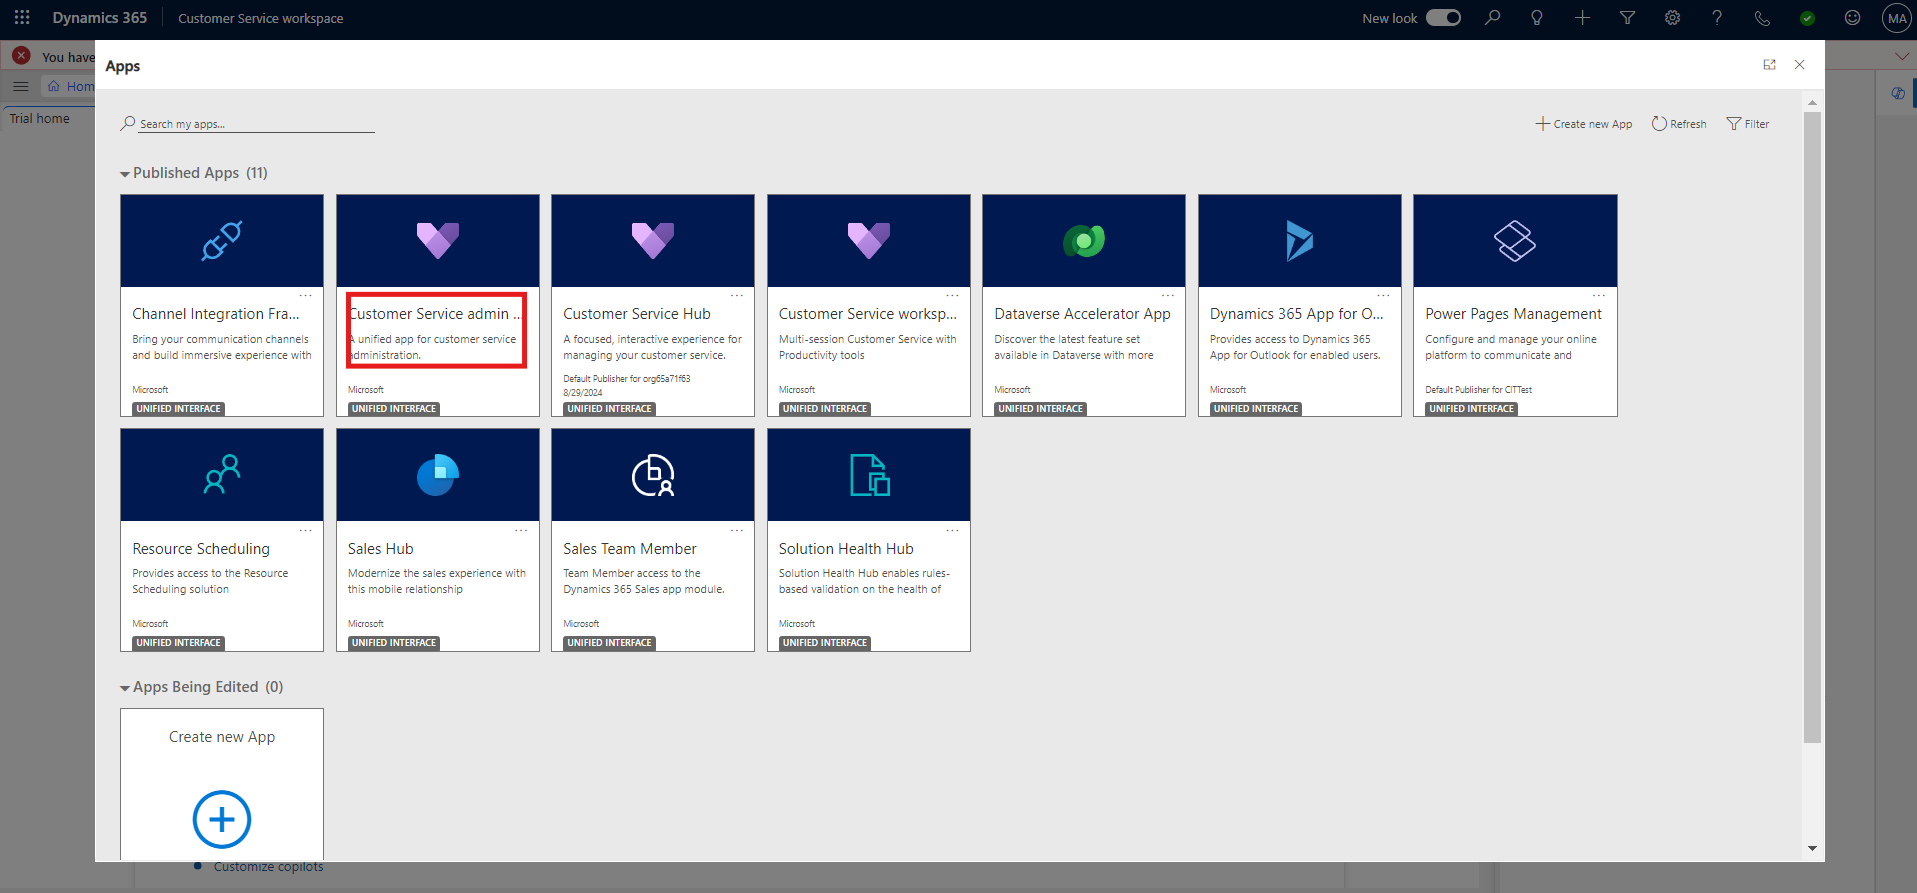 Dynamics 365
Customer Service workspace
New look
MA
You have
Hom
Trial home
Apps
Search my apps...
Create new App
Refresh
Filter
Published Apps (11)
Channel Integration Fra...
Bring your communication channels
and build immersive experience with
Microsoft
UNIFIED INTERFACE
Customer Service admin ...
A unified app for customer service
administration.
Microsoft
UNIFIED INTERFACE
Customer Service Hub
A focused, interactive experience for
managing your customer service.
Default Publisher for org65a71f63
8/29/2024
UNIFIED INTERFACE
Customer Service worksp...
Multi-session Customer Service with
Productivity tools
Microsoft
UNIFIED INTERFACE
Dataverse Accelerator App
Discover the latest feature set
available in Dataverse with more
Microsoft
UNIFIED INTERFACE
Dynamics 365 App for O...
Provides access to Dynamics 365
App for Outlook for enabled users.
Microsoft
UNIFIED INTERFACE
Power Pages Management
Configure and manage your online
platform to communicate and
Default Publisher for CITTest
UNIFIED INTERFACE
Resource Scheduling
Provides access to the Resource
Scheduling solution
Microsoft
UNIFIED INTERFACE
Sales Hub
Modernize the sales experience with
this mobile relationship
Microsoft
UNIFIED INTERFACE
Sales Team Member
Team Member access to the
Dynamics 365 Sales app module.
Microsoft
UNIFIED INTERFACE
Solution Health Hub
Solution Health Hub enables rules-
based validation on the health of
Microsoft
UNIFIED INTERFACE
Apps Being Edited (0)
Create new App
Customize copilots